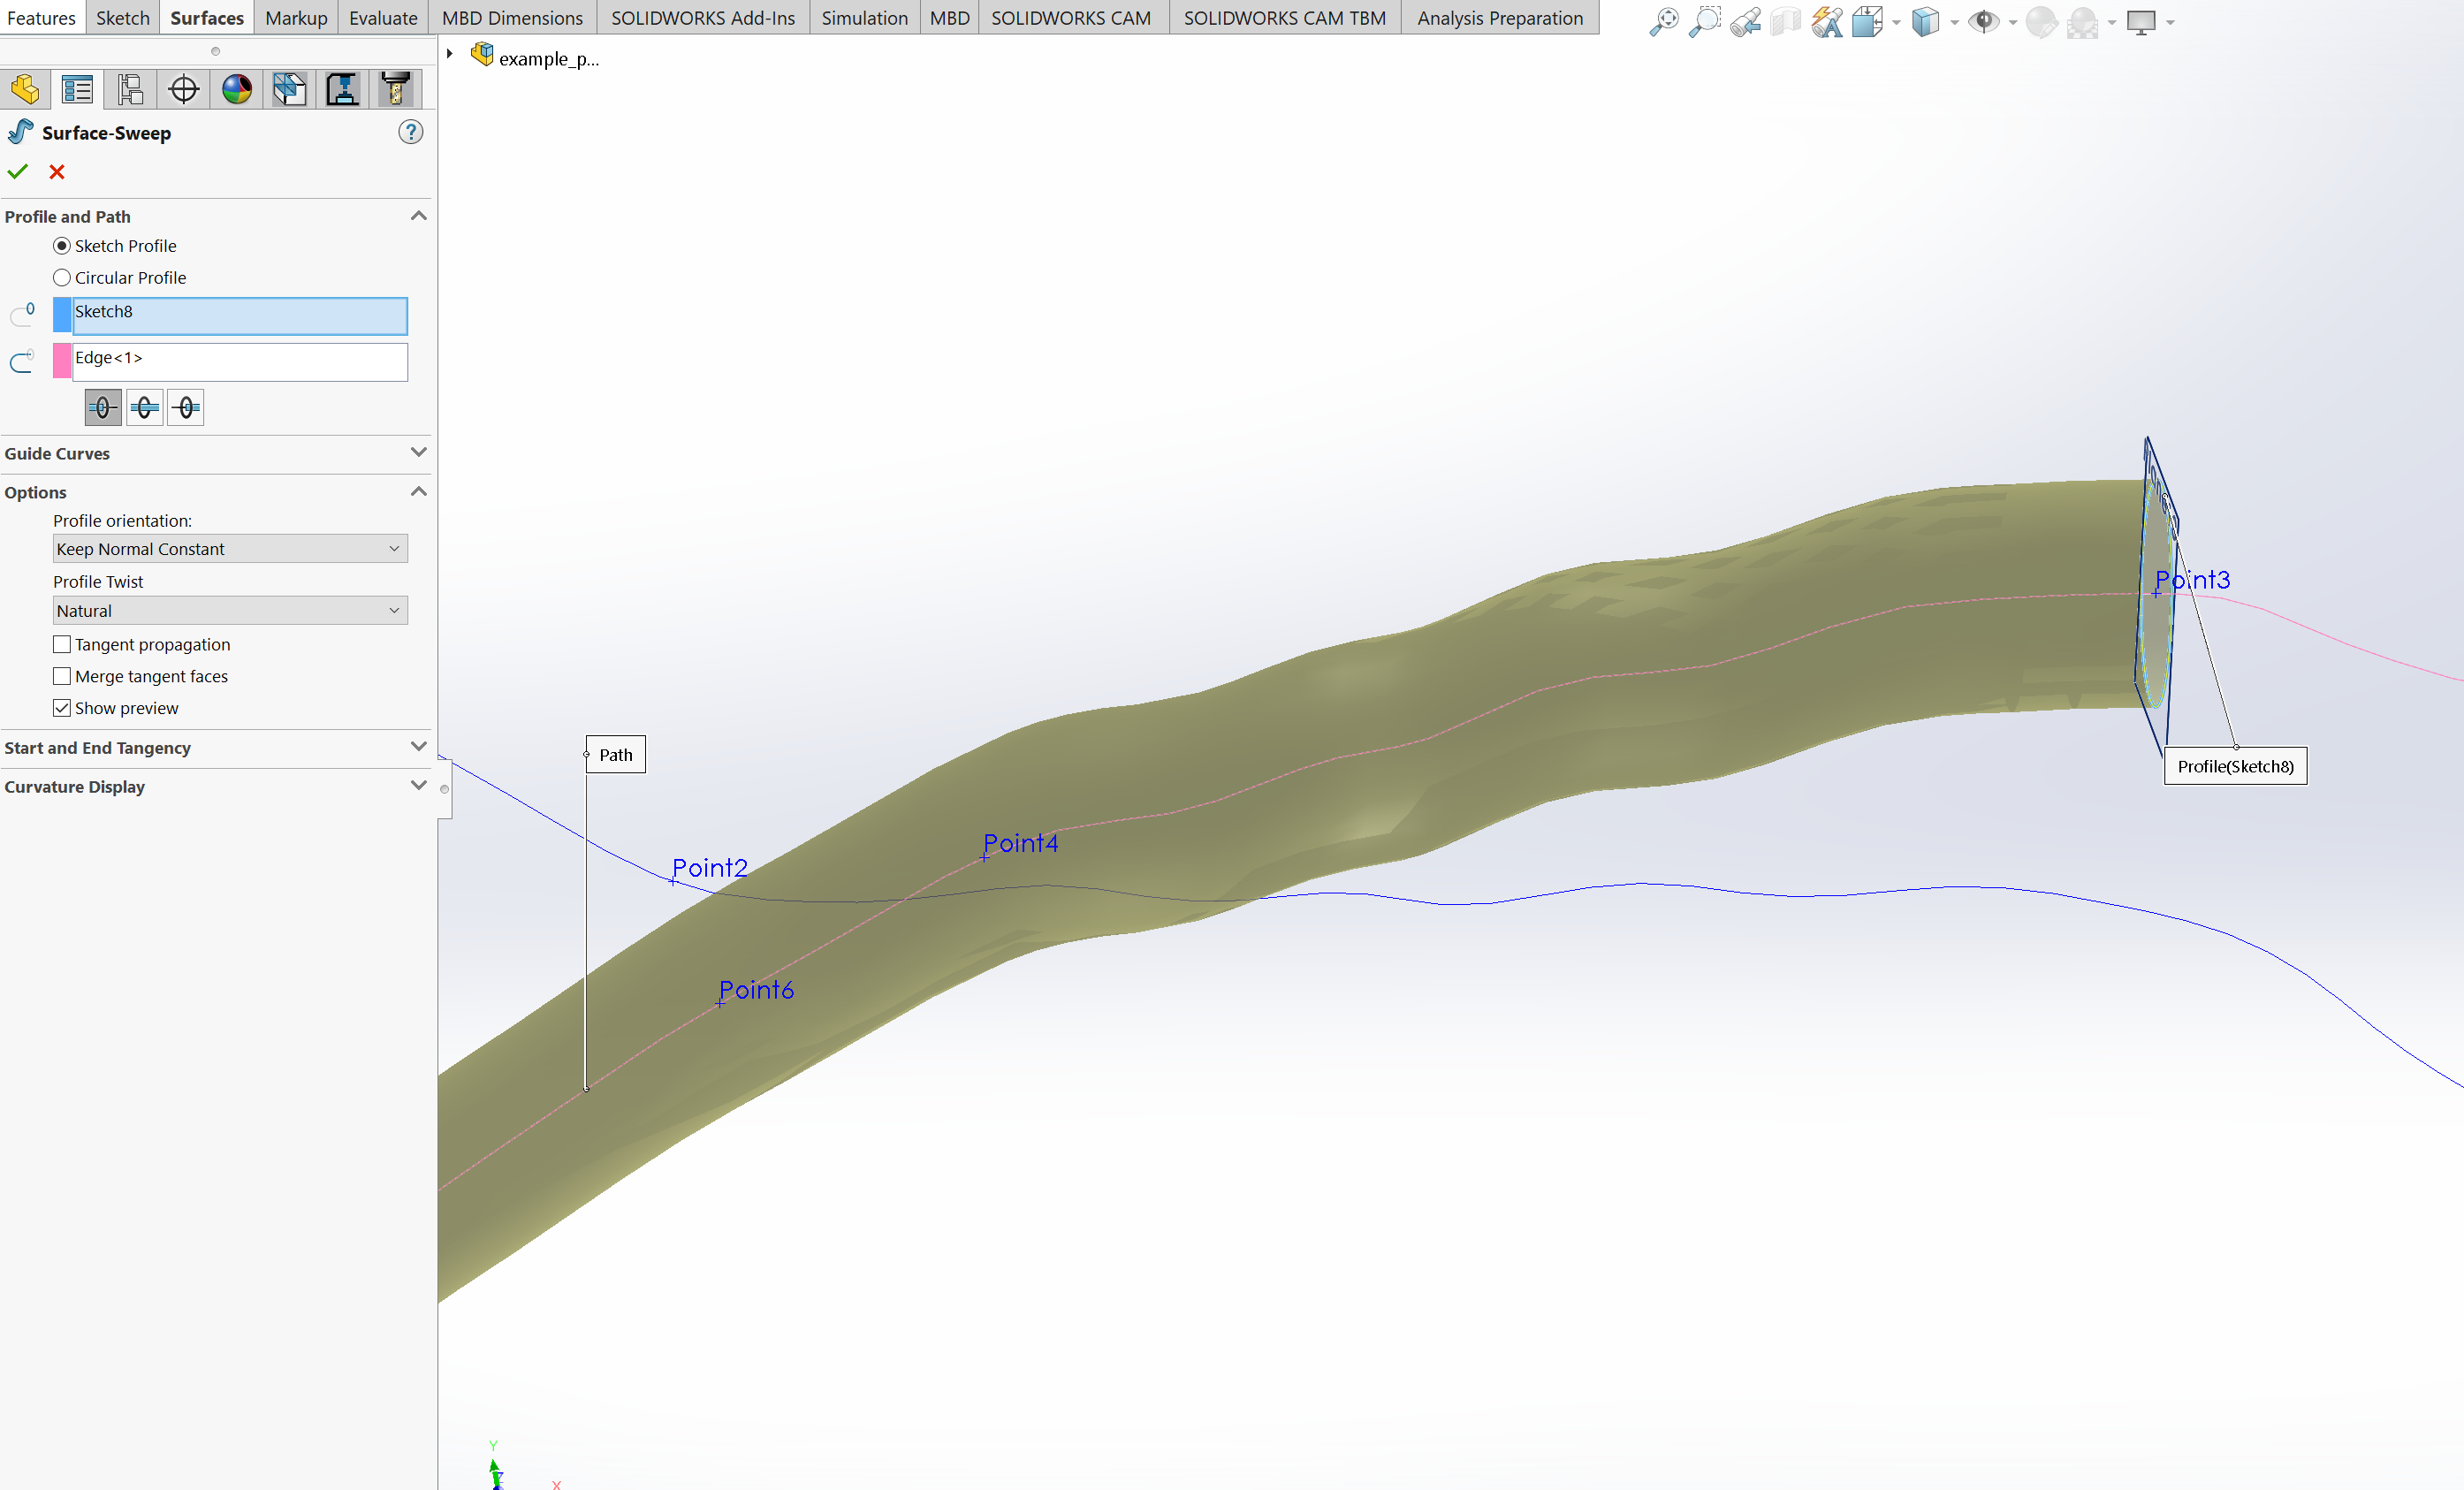 Features Sketch Surfaces Markup Evaluate MBD Dimensions SOLIDWORKS Add-Ins Simulation MBD SOLIDWORKS CAM SOLIDWORKS CAM TBM Analysis Preparation
example_p...
Surface-Sweep
?
Profile and Path
Sketch Profile
Circular Profile
Sketch8
Edge<1>
Guide Curves
Options
Profile orientation:
Keep Normal Constant
Profile Twist
Natural
Tangent propagation
Merge tangent faces
Show preview
Start and End Tangency
Curvature Display
Point3
Path
Profile(Sketch8)
Point4
Point2
Point6
Y
Z
X